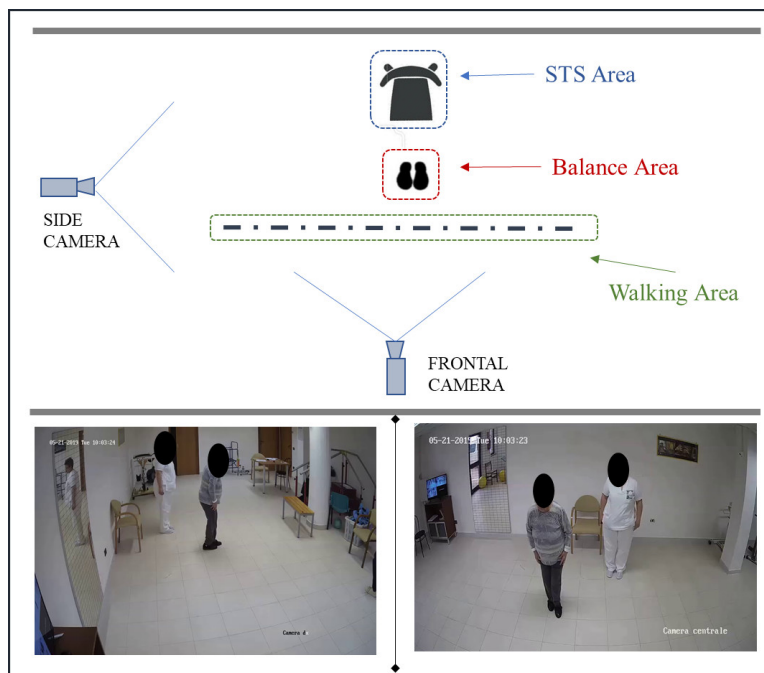 STS Area
Balance Area
SIDE
CAMERA
Walking Area
FRONTAL
CAMERA
05-21-2019 Tue 10:03:24
05-21-2019 Tue 10:03:23
Camera
Camera centrale